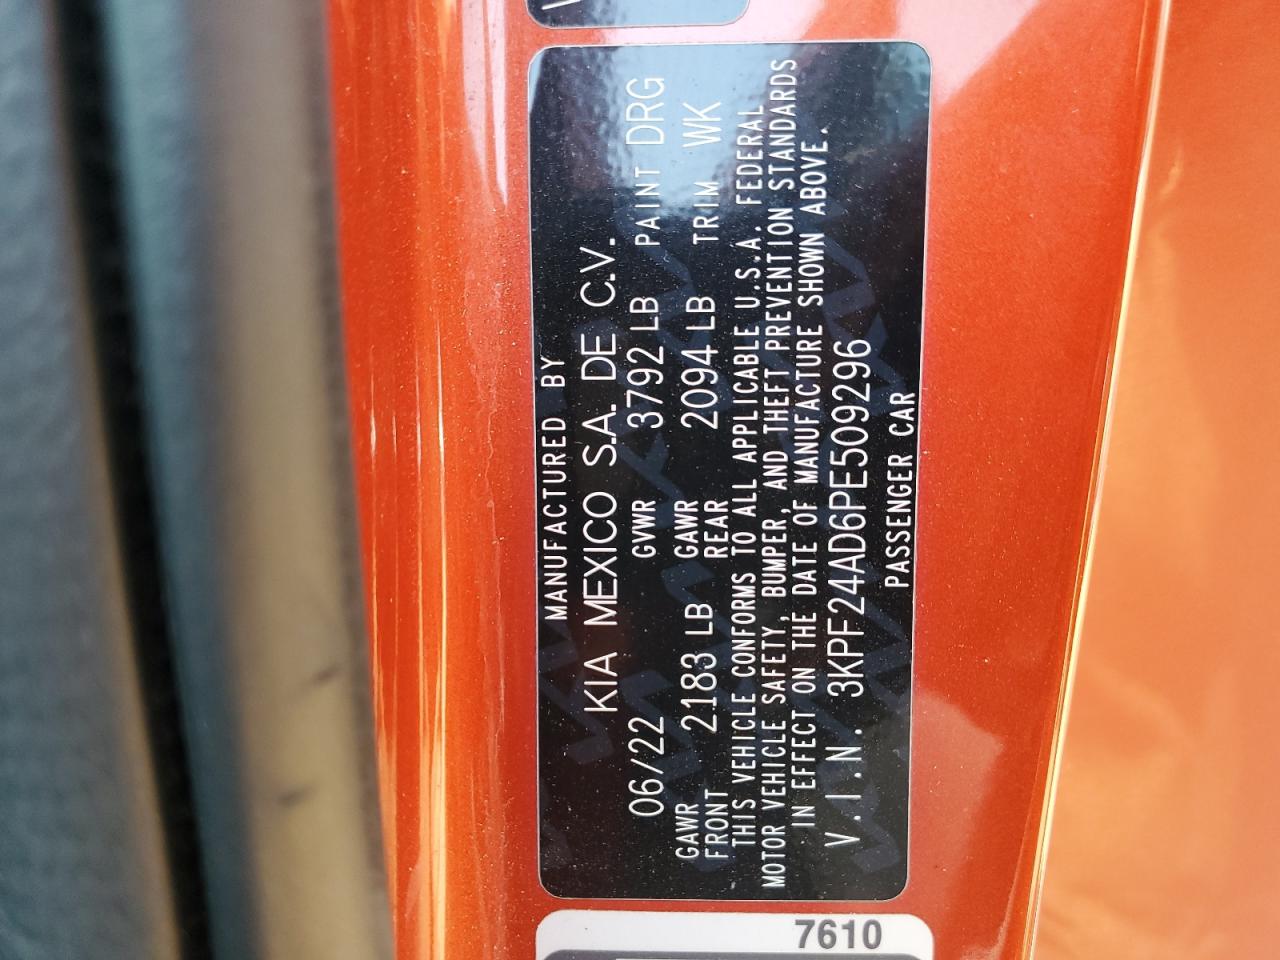 MANUFACTURED BY
KIA MEXICO S.A. DE C.V.
06/22 GVWR 3792 LB PAINT DRG
GAWR FRONT 2183 LB GAWR REAR 2094 LB TRIM WK
THIS VEHICLE CONFORMS TO ALL APPLICABLE U.S.A. FEDERAL
MOTOR VEHICLE SAFETY, BUMPER, AND THEFT PREVENTION STANDARDS
IN EFFECT ON THE DATE OF MANUFACTURE SHOWN ABOVE.
V.I.N. 3KPF24AD6PE509296
PASSENGER CAR
7610